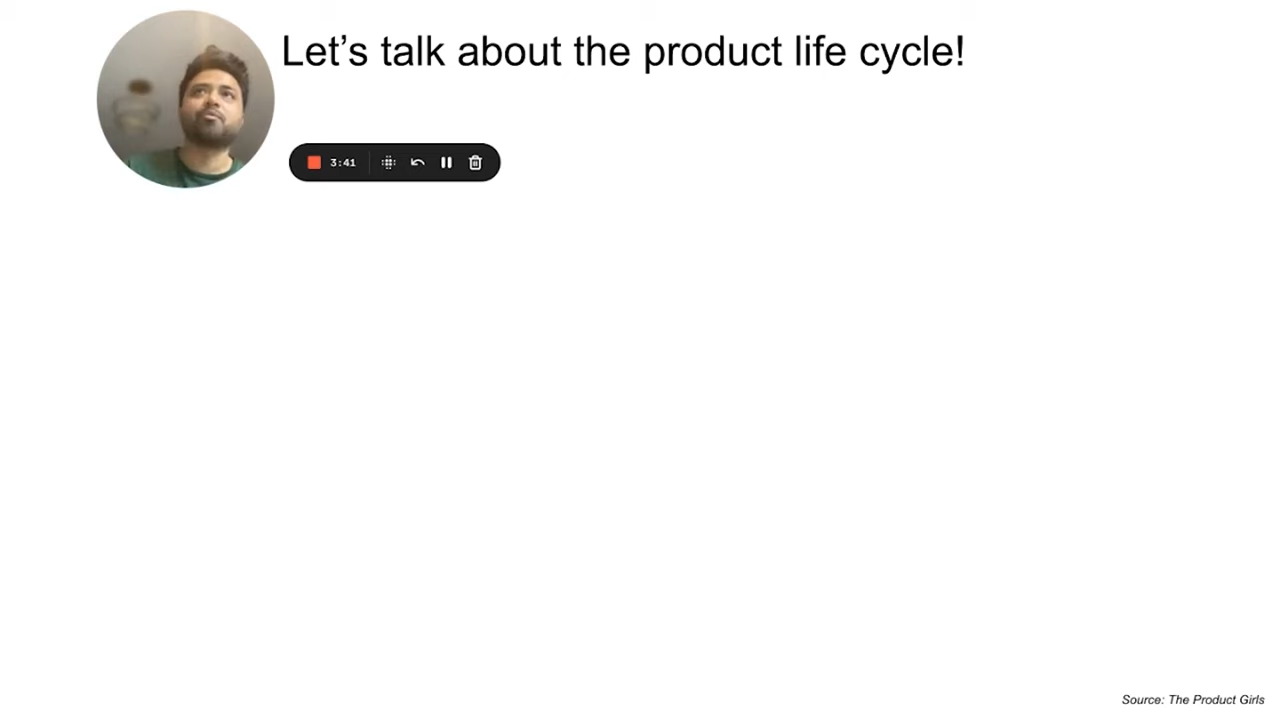 Let’s talk about the product life cycle!
3:41
Source: The Product Girls